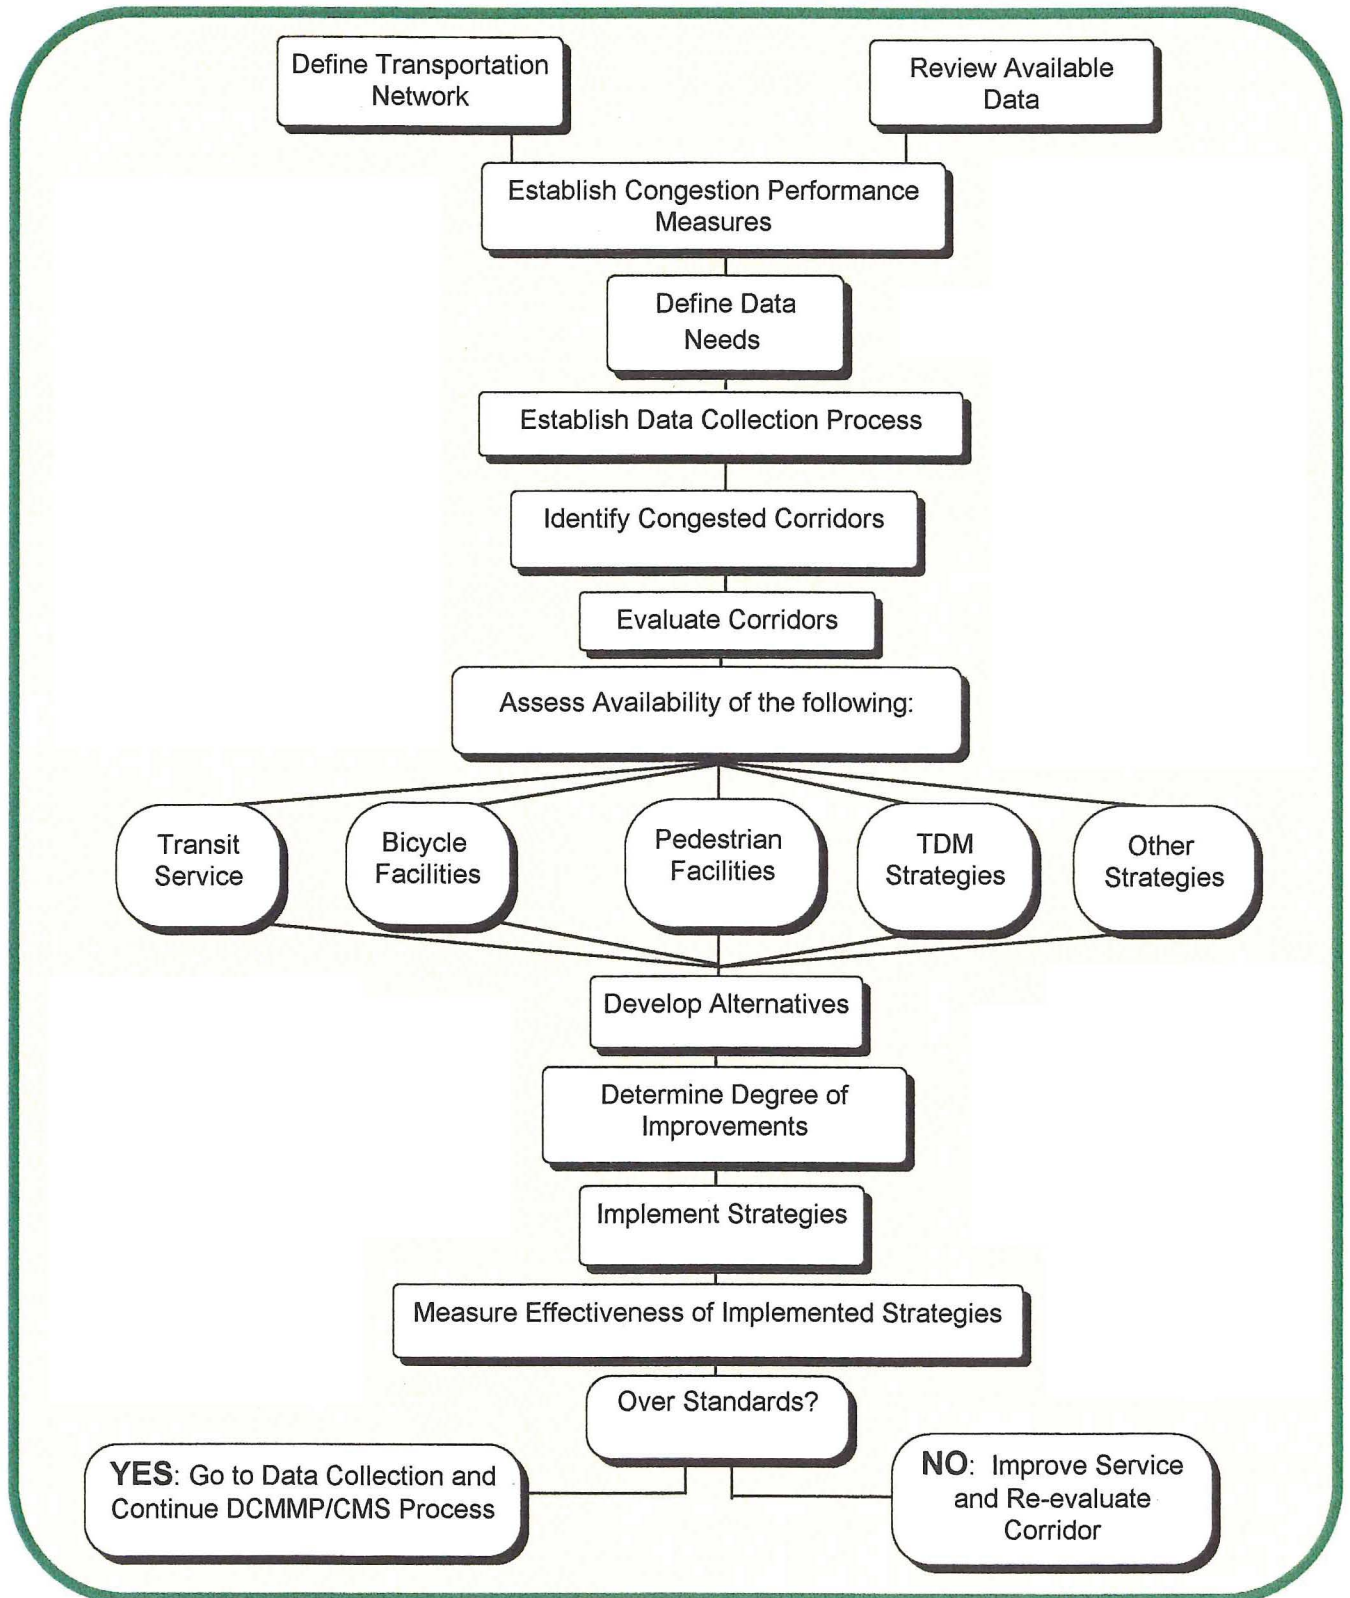 Define Transportation
Network
Review Available
Data
Establish Congestion Performance
Measures
Define Data
Needs
Establish Data Collection Process
Identify Congested Corridors
Evaluate Corridors
Assess Availability of the following:
Transit
Service
Bicycle
Facilities
Pedestrian
Facilities
TDM
Strategies
Other
Strategies
Develop Alternatives
Determine Degree of
Improvements
Implement Strategies
Measure Effectiveness of Implemented Strategies
Over Standards?
YES: Go to Data Collection and
Continue DCMMP/CMS Process
NO: Improve Service
and Re-evaluate
Corridor